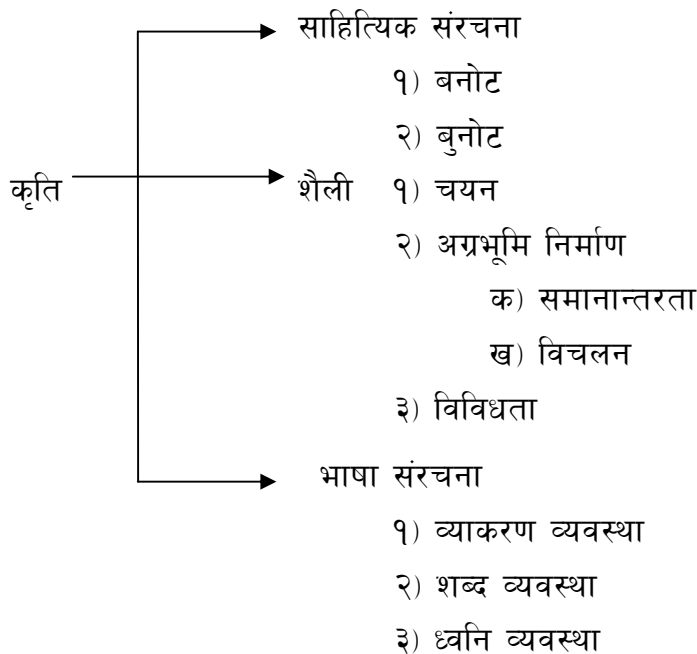 साहित्यिक संरचना
१) बनोट
२) बुनोट
कृति शैली १) चयन
२) अग्रभूमि निर्माण
क) समानान्तरता
ख) विचलन
३) विविधता
भाषा संरचना
१) व्याकरण व्यवस्था
२) शब्द व्यवस्था
३) ध्वनि व्यवस्था